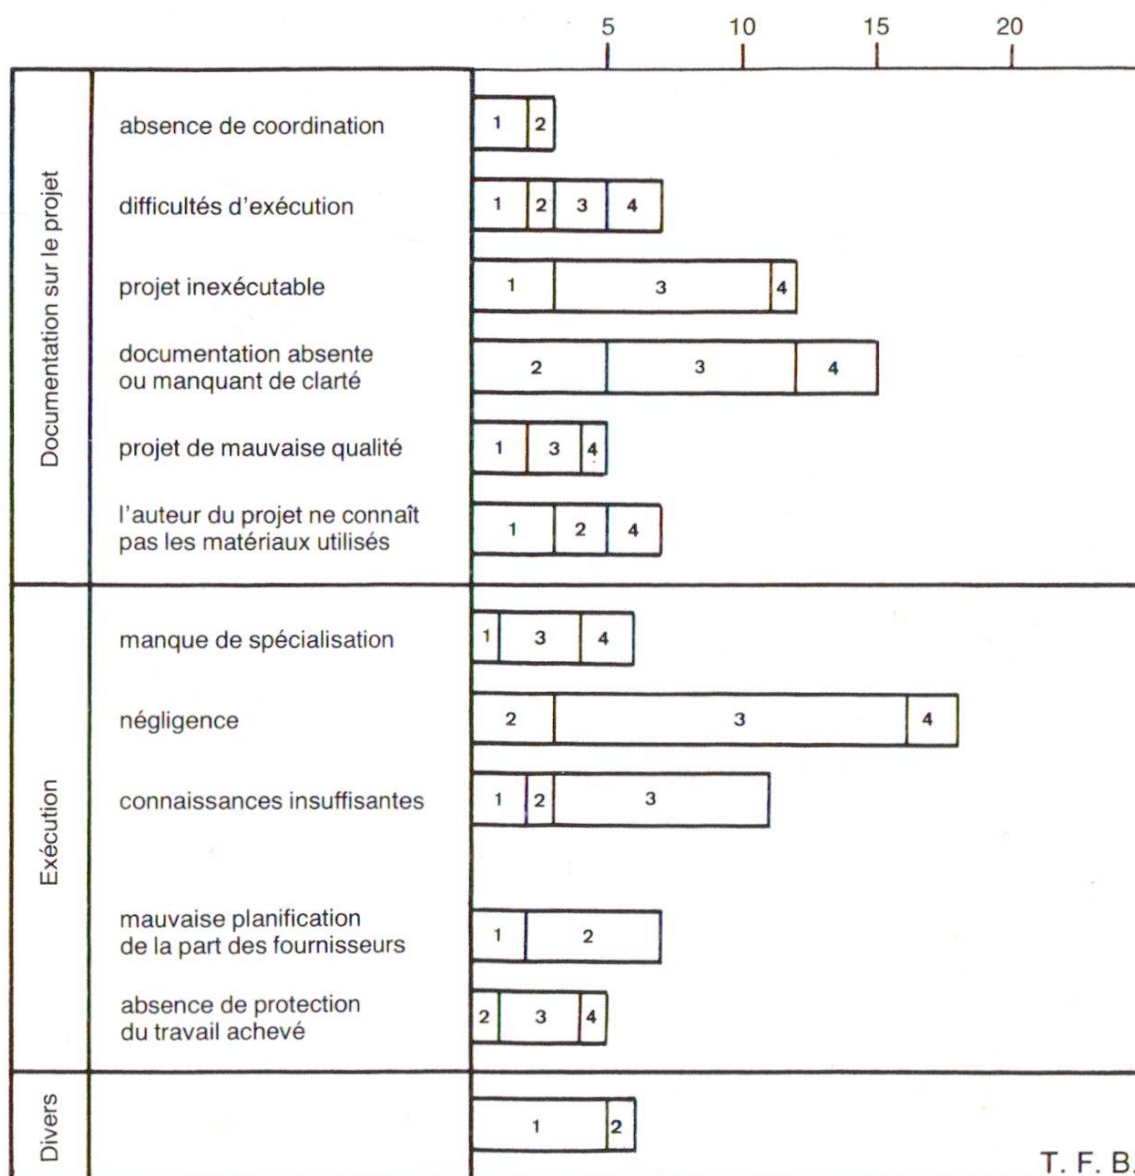 5 10 15 20
Documentation sur le projet
absence de coordination
1 2
difficultés d'exécution
1 2 3 4
projet inexécutable
1 3 4
documentation absente
ou manquant de clarté
2 3 4
projet de mauvaise qualité
1 3 4
l'auteur du projet ne connaît
pas les matériaux utilisés
1 2 4
Exécution
manque de spécialisation
1 3 4
négligence
2 3 4
connaissances insuffisantes
1 2 3
mauvaise planification
de la part des fournisseurs
1 2
absence de protection
du travail achevé
2 3 4
Divers
1 2
T. F. B.